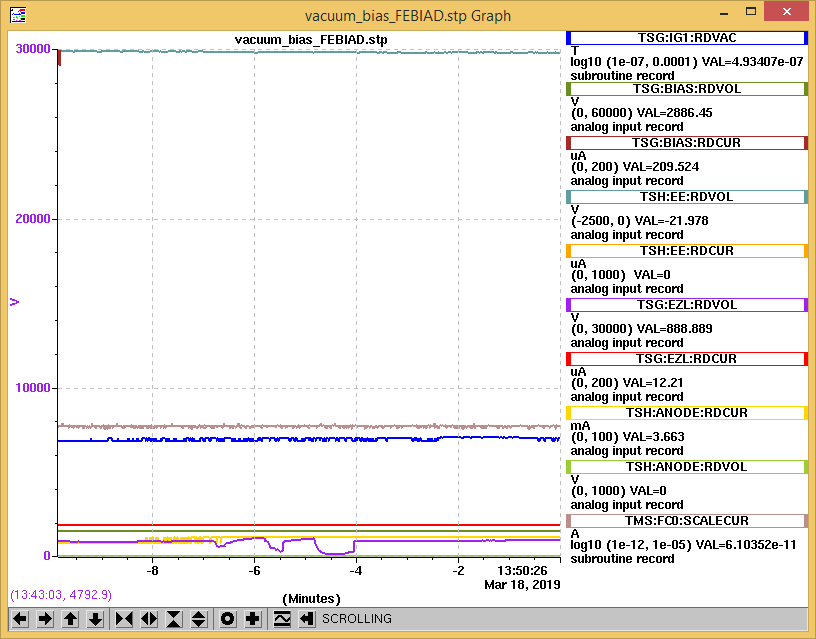 vacuum_bias_FEBIAD.stp Graph
vacuum_bias_FEBIAD.stp
30000
20000
10000
0
V
-8
-6
-4
-2
13:50:26
Mar 18, 2019
(Minutes)
(13:43:03, 4792.9)
TSG:IG1:RDVAC
T
log10 (1e-07, 0.0001) VAL=4.93407e-07
subroutine record
TSG:BIAS:RDVOL
V
(0, 60000) VAL=2886.45
analog input record
TSG:BIAS:RDCUR
uA
(0, 200) VAL=209.524
analog input record
TSH:EE:RDVOL
V
(-2500, 0) VAL=-21.978
analog input record
TSH:EE:RDCUR
uA
(0, 1000) VAL=0
analog input record
TSG:EZL:RDVOL
V
(0, 30000) VAL=888.889
analog input record
TSG:EZL:RDCUR
uA
(0, 200) VAL=12.21
analog input record
TSH:ANODE:RDCUR
mA
(0, 100) VAL=3.663
analog input record
TSH:ANODE:RDVOL
V
(0, 1000) VAL=0
analog input record
TMS:FC0:SCALECUR
A
log10 (1e-12, 1e-05) VAL=6.10352e-11
subroutine record
SCROLLING